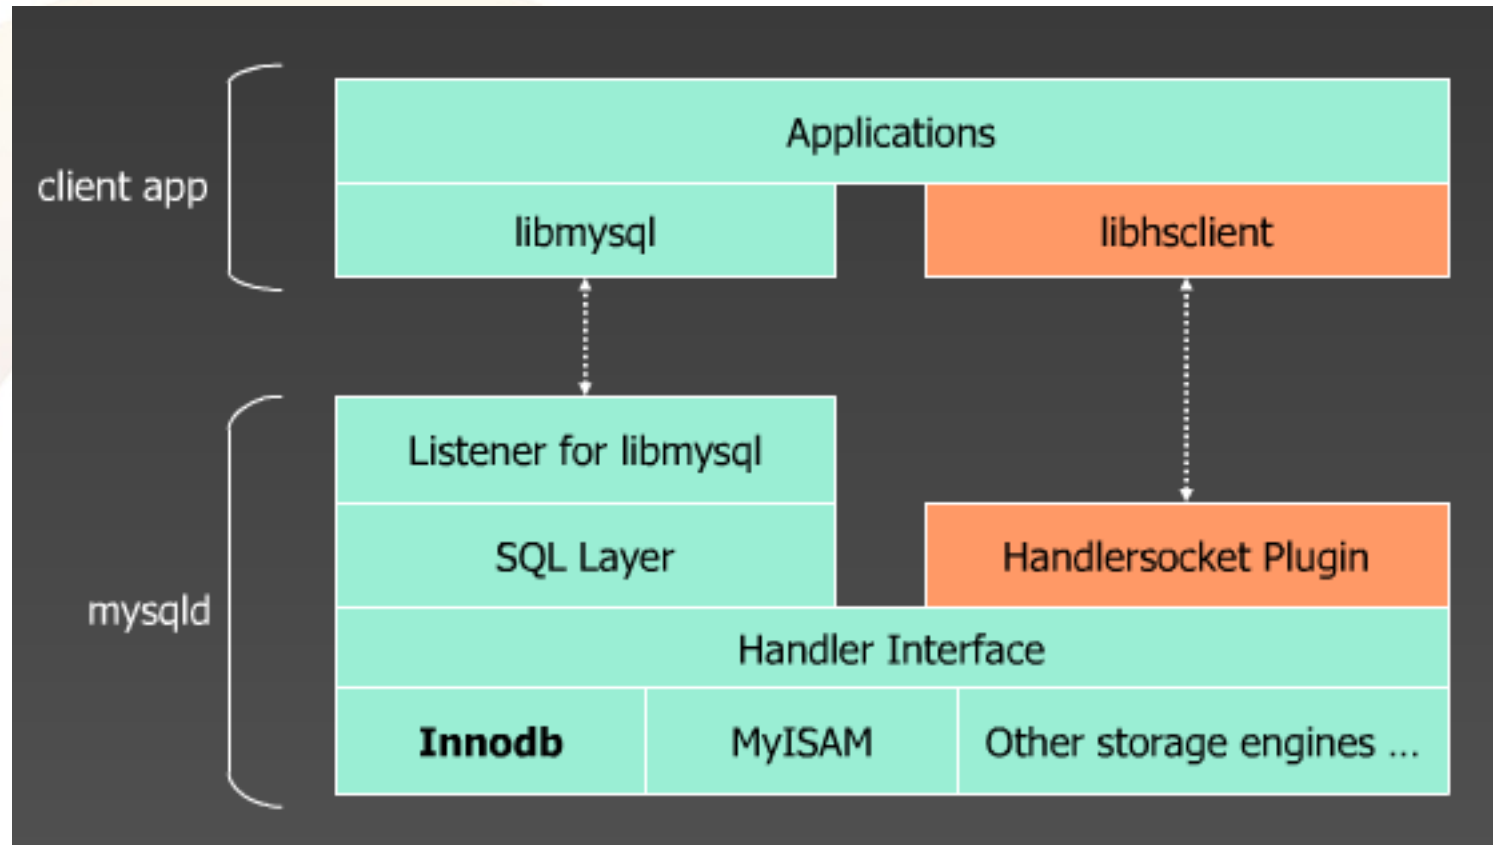 Applications
client app
libmysql
libhsclient
Listener for libmysql
SQL Layer
Handlersocket Plugin
mysqld
Handler Interface
Innodb
MyISAM
Other storage engines ...